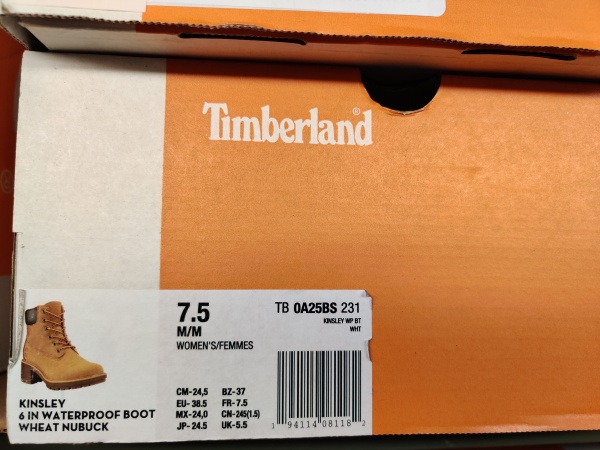 Timberland®
7.5
M/M
WOMEN'S/FEMMES
TB 0A25BS 231
KINSLEY WP BT
WHT
CM-24,5 BZ-37
EU- 38.5 FR-7.5
MX-24,0 CN-245(1.5)
JP- 24.5 UK-5.5
1 94114 08118 2
KINSLEY
6 IN WATERPROOF BOOT
WHEAT NUBUCK